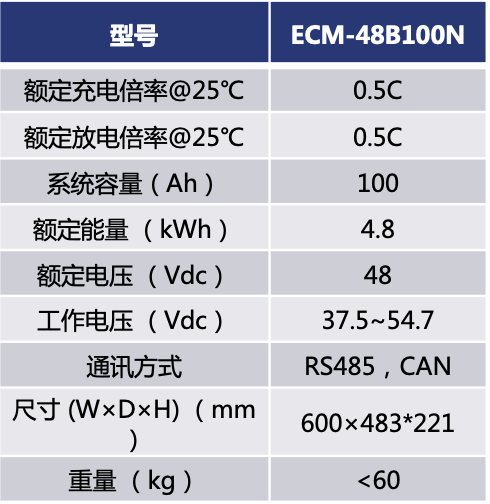 型号 ECM-48B100N
额定充电倍率@25℃ 0.5C
额定放电倍率@25℃ 0.5C
系统容量（Ah） 100
额定能量（kWh） 4.8
额定电压（Vdc） 48
工作电压（Vdc） 37.5~54.7
通讯方式 RS485，CAN
尺寸 (W×D×H)（mm
） 600×483*221
重量（kg） <60